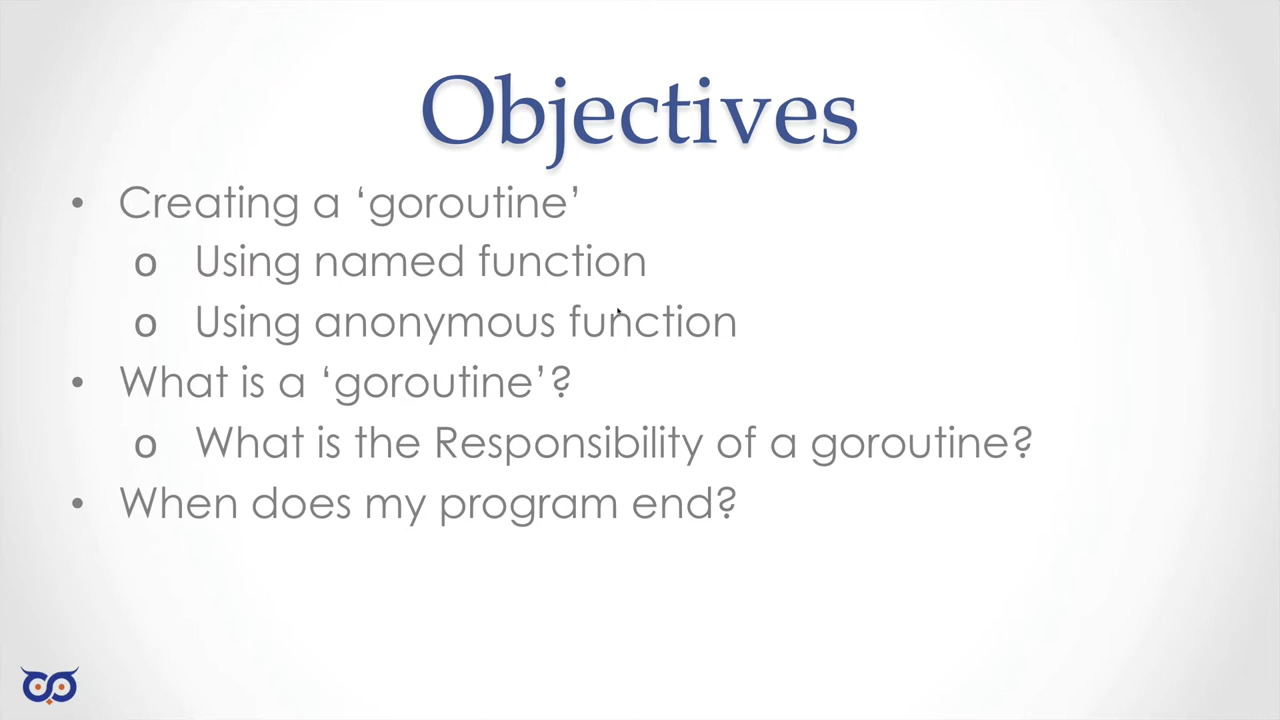 Objectives
• Creating a ‘goroutine’
o Using named function
o Using anonymous function
• What is a ‘goroutine’?
o What is the Responsibility of a goroutine?
• When does my program end?